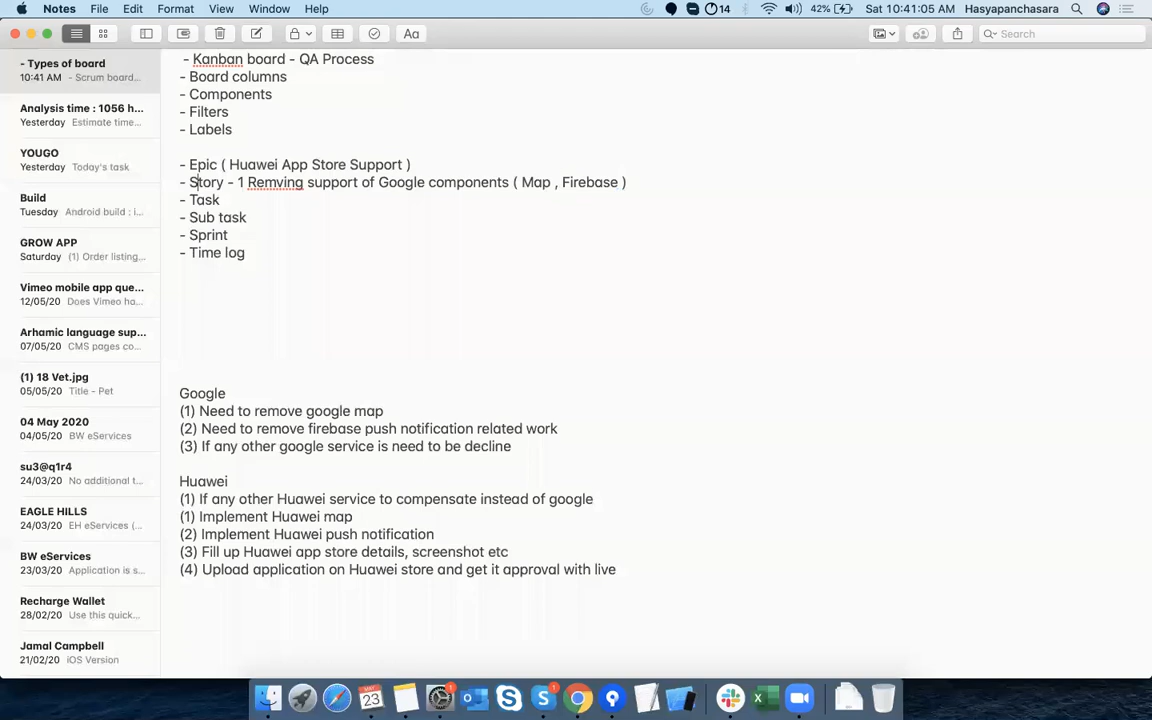 Notes File Edit Format View Window Help 14 42% Sat 10:41:05 AM Hasyapanchasara
Aa Search
- Types of board
10:41 AM - Scrum board...
Analysis time : 1056 h...
Yesterday Estimate time...
YOUGO
Yesterday Today's task
Build
Tuesday Android build : i...
GROW APP
Saturday (1) Order listing...
Vimeo mobile app que...
12/05/20 Does Vimeo ha...
Arhamic language sup...
07/05/20 CMS pages co...
(1) 18 Vet.jpg
05/05/20 Title - Pet
04 May 2020
04/05/20 BW eServices
su3@q1r4
24/03/20 No additional t...
EAGLE HILLS
24/03/20 EH eServices (...
BW eServices
23/03/20 Application is s...
Recharge Wallet
28/02/20 Use this quick...
Jamal Campbell
21/02/20 iOS Version
- Kanban board - QA Process
- Board columns
- Components
- Filters
- Labels
- Epic ( Huawei App Store Support )
- Story - 1 Remving support of Google components ( Map , Firebase )
- Task
- Sub task
- Sprint
- Time log
Google
(1) Need to remove google map
(2) Need to remove firebase push notification related work
(3) If any other google service is need to be decline
Huawei
(1) If any other Huawei service to compensate instead of google
(1) Implement Huawei map
(2) Implement Huawei push notification
(3) Fill up Huawei app store details, screenshot etc
(4) Upload application on Huawei store and get it approval with live
MAY
23
1
1